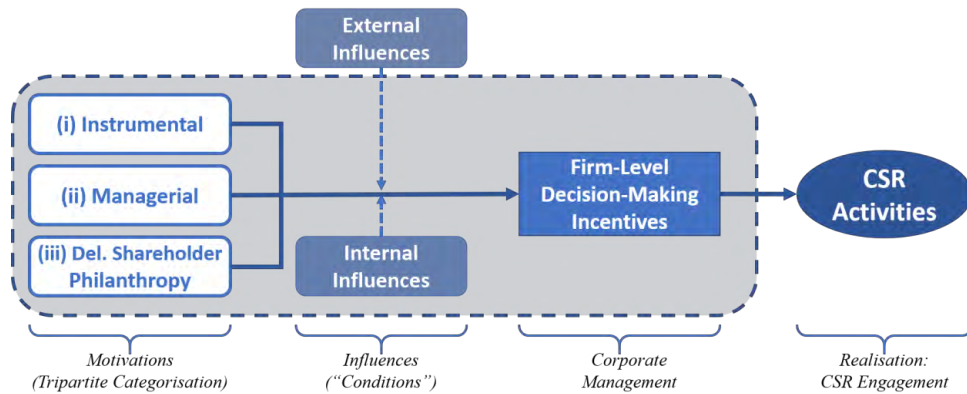 External
Influences
(i) Instrumental
(ii) Managerial
(iii) Del. Shareholder
Philanthropy
Internal
Influences
Firm-Level
Decision-Making
Incentives
CSR
Activities
Motivations
(Tripartite Categorisation)
Influences
(“Conditions”)
Corporate
Management
Realisation:
CSR Engagement